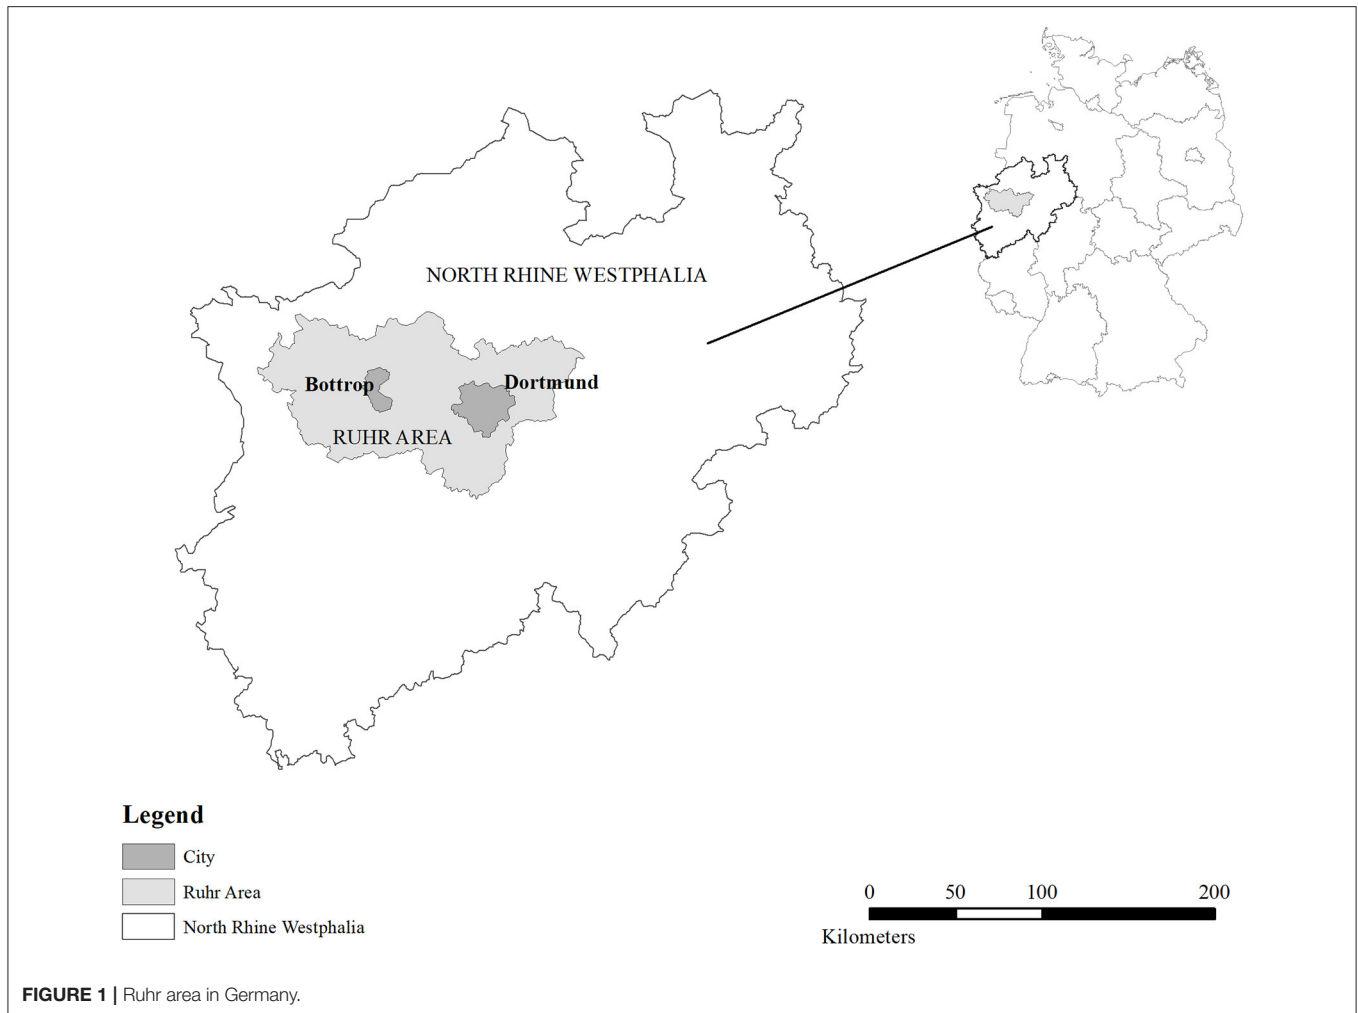 NORTH RHINE WESTPHALIA
Bottrop
Dortmund
RUHR AREA
Legend
City
Ruhr Area
North Rhine Westphalia
0 50 100 200
Kilometers
FIGURE 1 | Ruhr area in Germany.